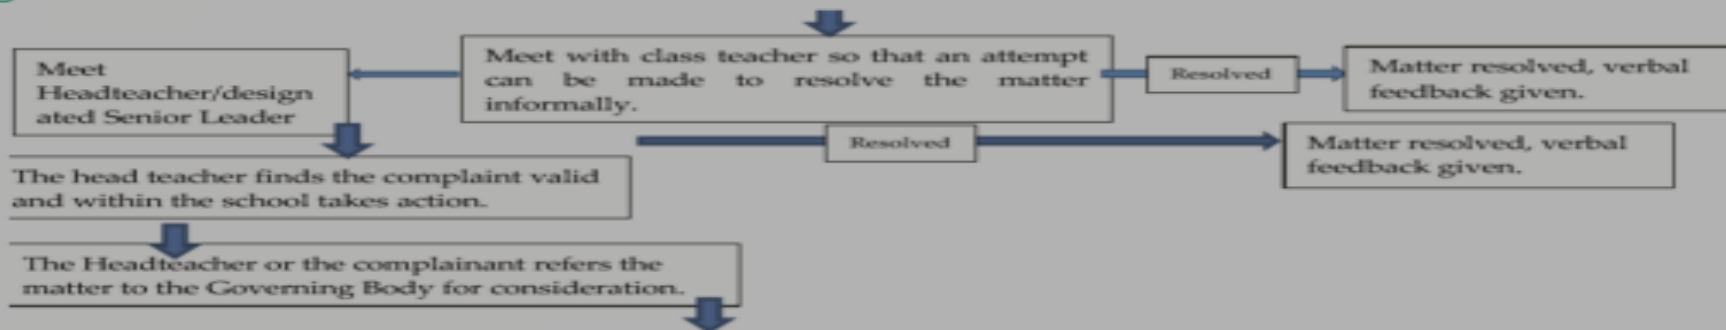 Meet
Headteacher/design
ated Senior Leader
Meet with class teacher so that an attempt
can be made to resolve the matter
informally.
Resolved
Matter resolved, verbal
feedback given.
Resolved
Matter resolved, verbal
feedback given.
The head teacher finds the complaint valid
and within the school takes action.
The Headteacher or the complainant refers the
matter to the Governing Body for consideration.